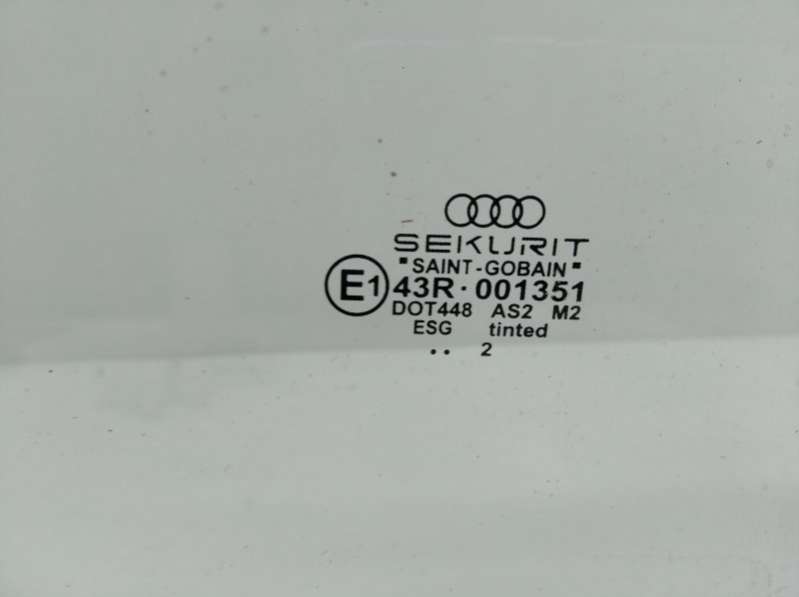 SEKURIT
"SAINT-GOBAIN"
E1 43R·001351
DOT448 AS2 M2
ESG tinted
.. 2